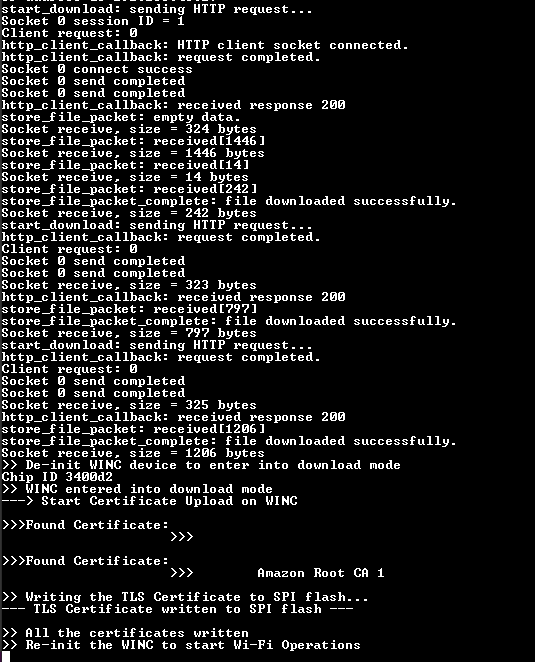 start_download: sending HTTP request...
Socket 0 session ID = 1
Client request: 0
http_client_callback: HTTP client socket connected.
http_client_callback: request completed.
Socket 0 connect success
Socket 0 send completed
Socket 0 send completed
http_client_callback: received response 200
store_file_packet: empty data.
Socket receive, size = 324 bytes
store_file_packet: received[1446]
Socket receive, size = 1446 bytes
store_file_packet: received[14]
Socket receive, size = 14 bytes
store_file_packet: received[242]
store_file_packet_complete: file downloaded successfully.
Socket receive, size = 242 bytes
start_download: sending HTTP request...
http_client_callback: request completed.
Client request: 0
Socket 0 send completed
Socket 0 send completed
Socket receive, size = 323 bytes
http_client_callback: received response 200
store_file_packet: received[797]
store_file_packet_complete: file downloaded successfully.
Socket receive, size = 797 bytes
start_download: sending HTTP request...
http_client_callback: request completed.
Client request: 0
Socket 0 send completed
Socket 0 send completed
Socket receive, size = 325 bytes
http_client_callback: received response 200
store_file_packet: received[1206]
store_file_packet_complete: file downloaded successfully.
Socket receive, size = 1206 bytes
>> De-init WINC device to enter into download mode
Chip ID 3400d2
>> WINC entered into download mode
---> Start Certificate Upload on WINC
>>>Found Certificate:
>>>
>>>Found Certificate:
>>> Amazon Root CA 1
>> Writing the TLS Certificate to SPI flash...
--- TLS Certificate written to SPI flash ---
>> All the certificates written
>> Re-init the WINC to start Wi-Fi Operations